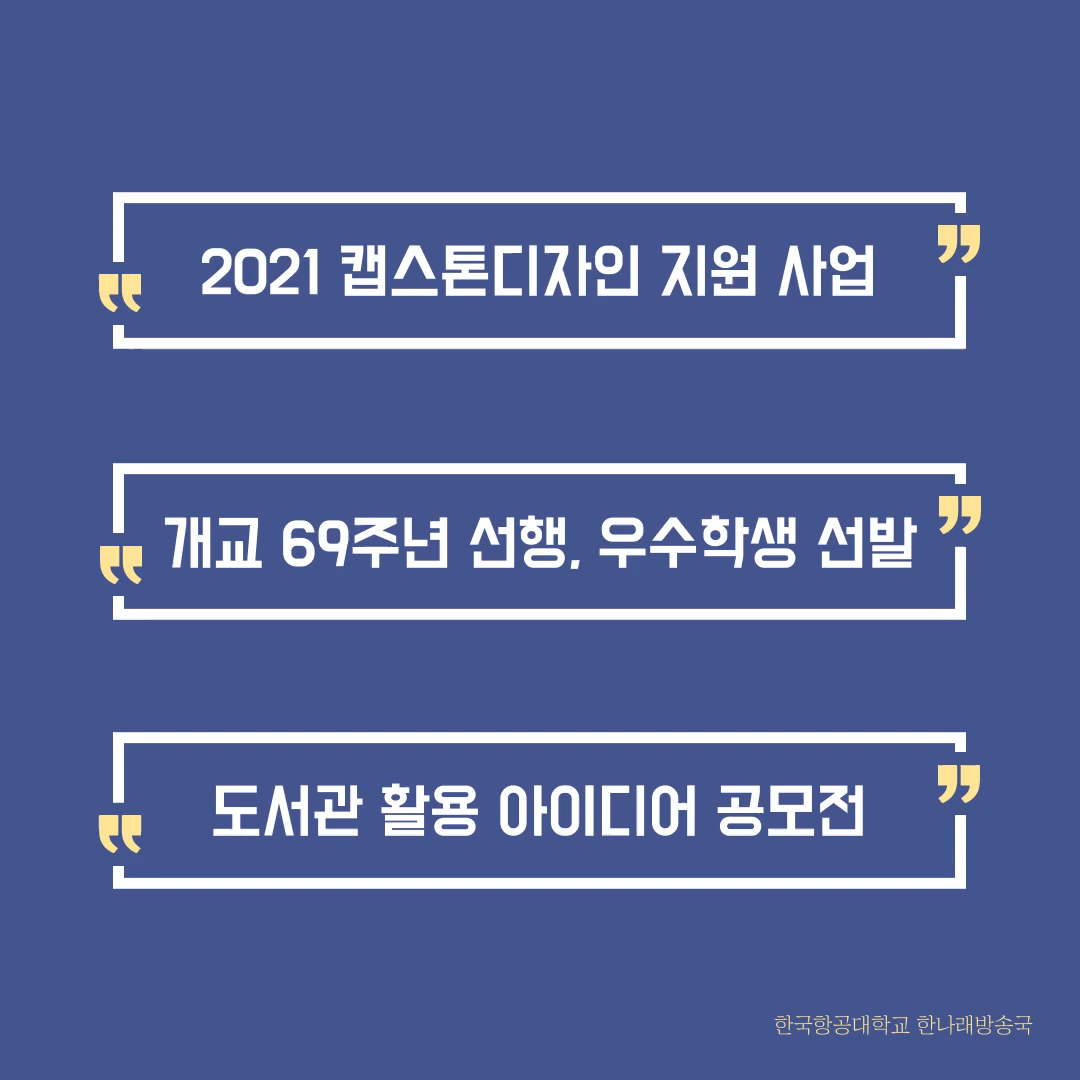 2021 캡스톤디자인 지원 사업
개교 69주년 선행, 우수학생 선발
도서관 활용 아이디어 공모전
한국항공대학교 한나래방송국